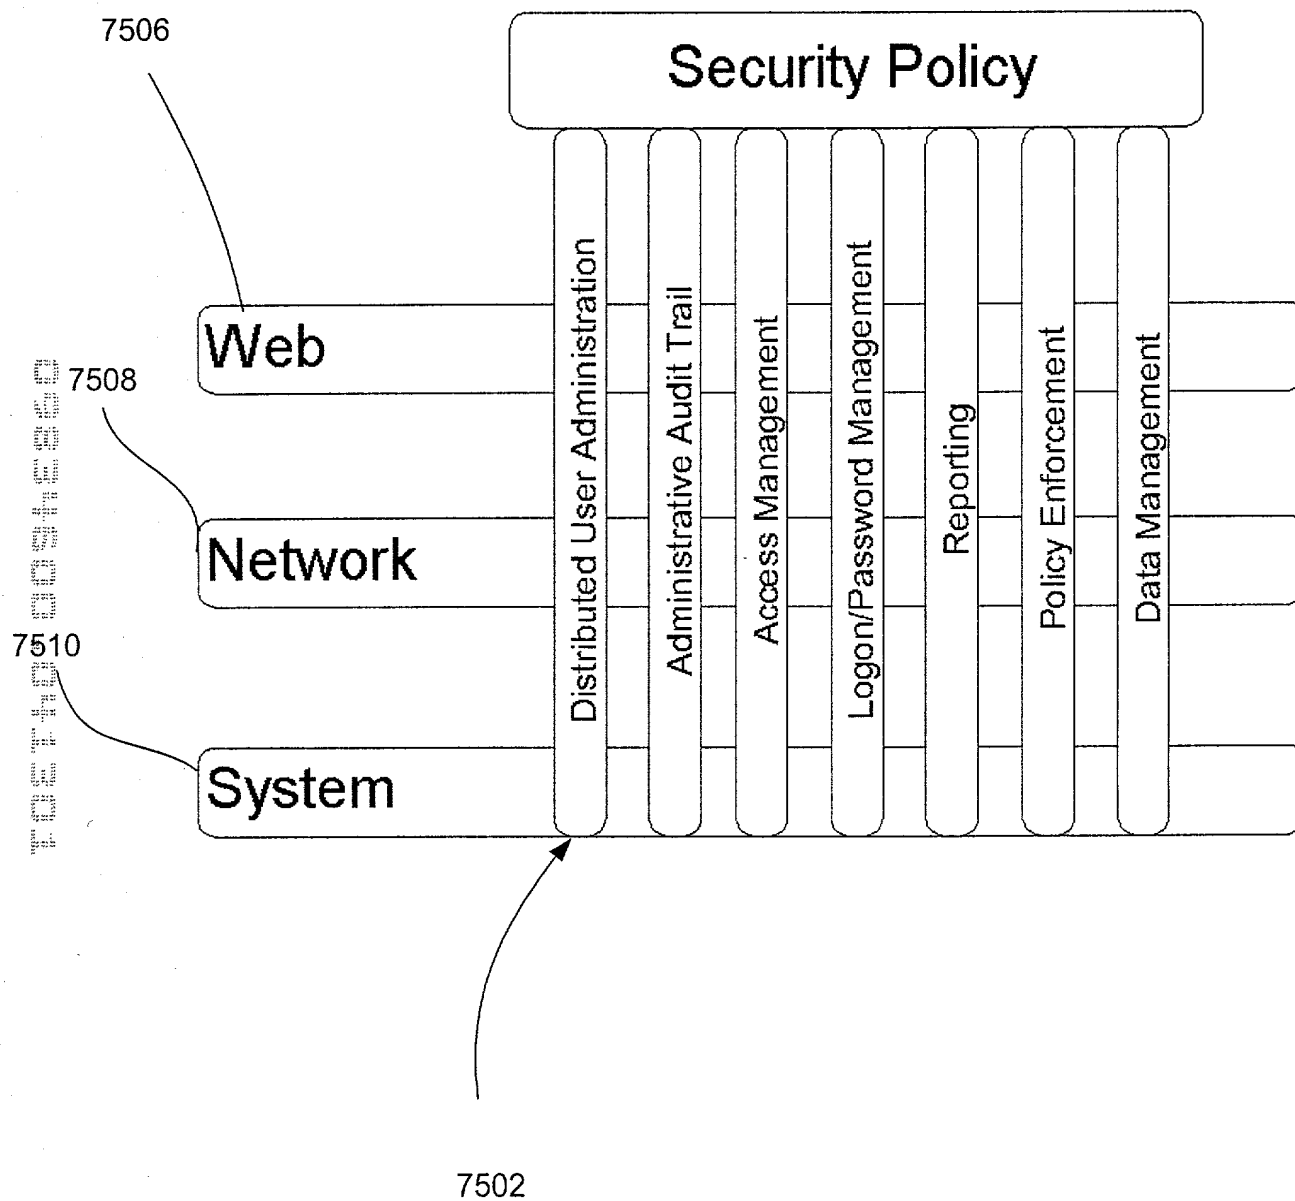 7506
Security Policy
Web
7508
Network
7510
System
Distributed User Administration
Administrative Audit Trail
Access Management
Logon/Password Management
Reporting
Policy Enforcement
Data Management
7502